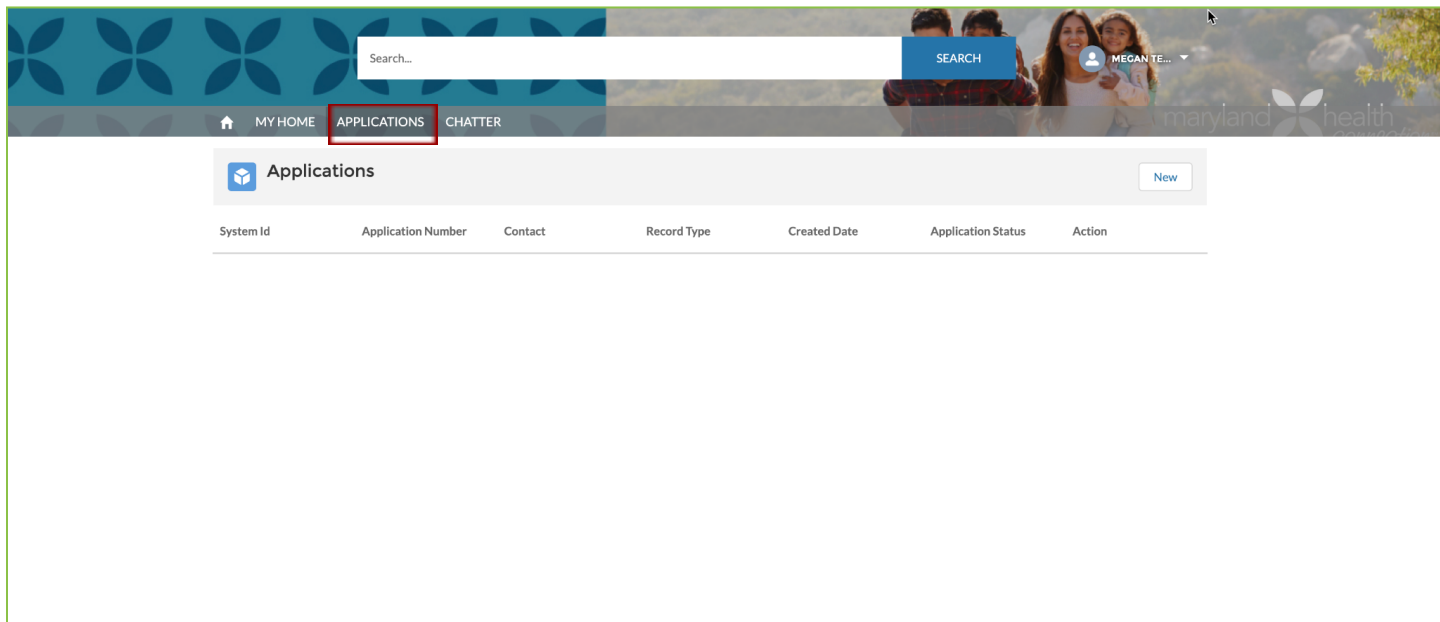 Search...
SEARCH
MEGAN TE...
maryland health
connection
MY HOME APPLICATIONS CHATTER
Applications
New
System Id Application Number Contact Record Type Created Date Application Status Action